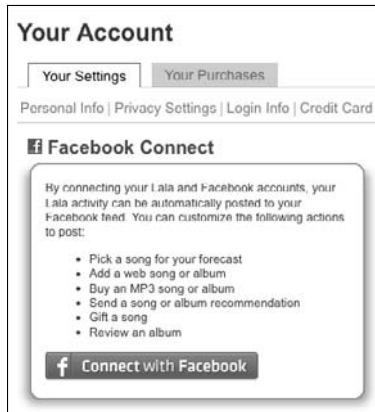 Your Account
Your Settings Your Purchases
Personal Info | Privacy Settings | Login Info | Credit Card
Facebook Connect
By connecting your Lala and Facebook accounts, your
Lala activity can be automatically posted to your
Facebook feed. You can customize the following actions
to post:
• Pick a song for your forecast
• Add a web song or album
• Buy an MP3 song or album
• Send a song or album recommendation
• Gift a song
• Review an album
f Connect with Facebook